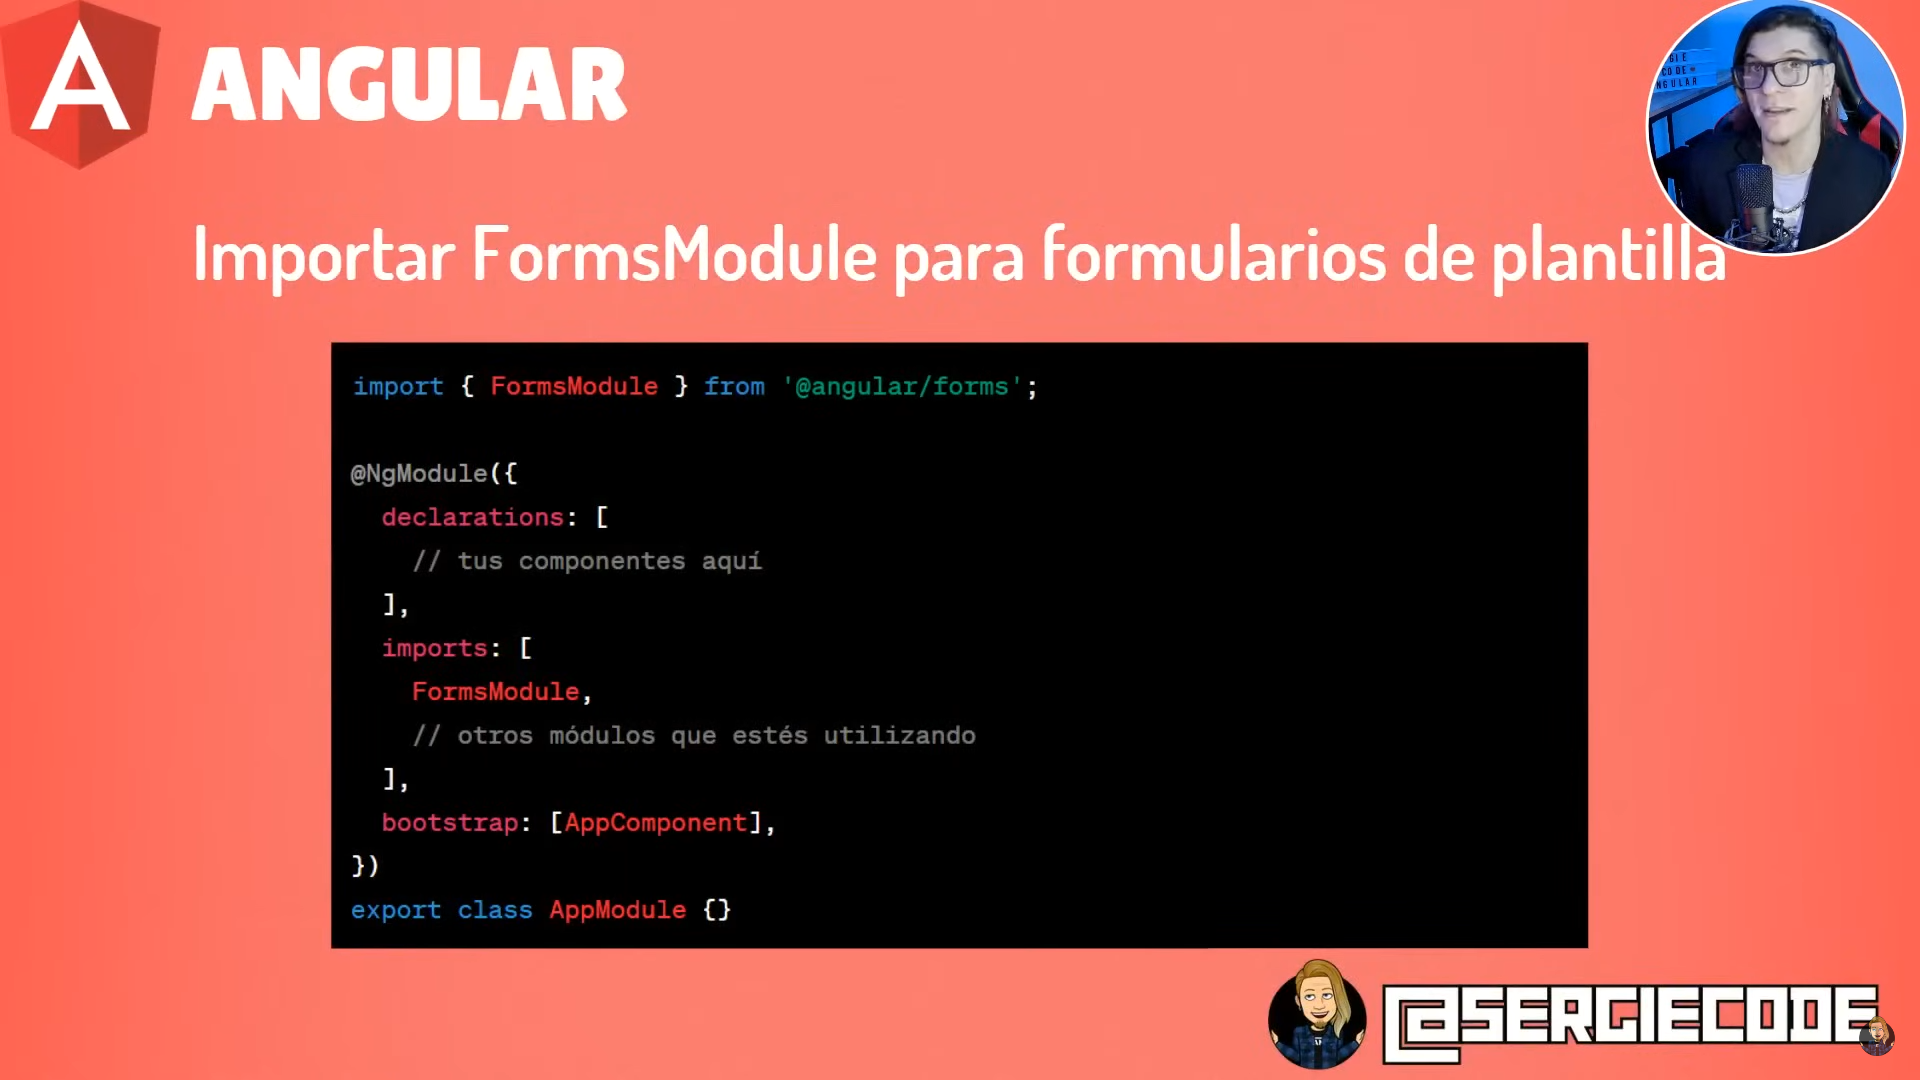 ANGULAR
Importar FormsModule para formularios de plantilla
import { FormsModule } from '@angular/forms';
@NgModule({
  declarations: [
    // tus componentes aquí
  ],
  imports: [
    FormsModule,
    // otros módulos que estés utilizando
  ],
  bootstrap: [AppComponent],
})
export class AppModule {}
@SERGIECODE